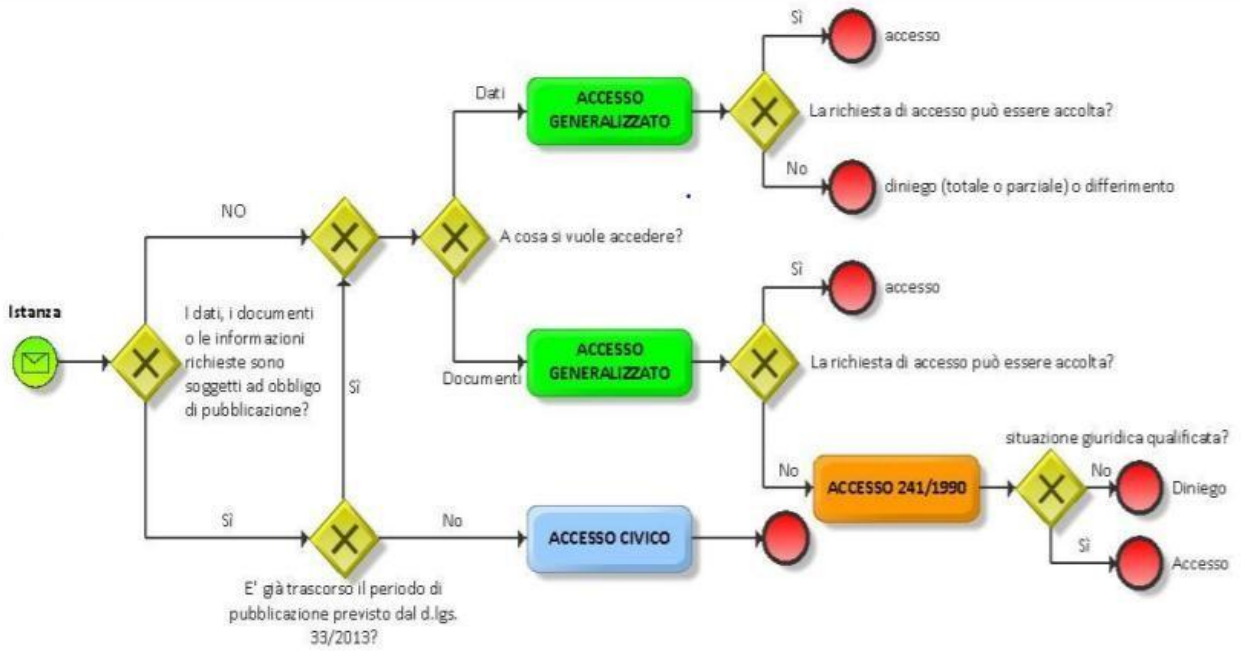 Sì
accesso
Dati
ACCESSO
GENERALIZZATO
La richiesta di accesso può essere accolta?
No
diniego (totale o parziale) o differimento
NO
A cosa si vuole accedere?
Sì
accesso
Istanza
I dati, i documenti
o le informazioni
richieste sono
soggetti ad obbligo
di pubblicazione?
Sì
ACCESSO
GENERALIZZATO
Documenti
La richiesta di accesso può essere accolta?
situazione giuridica qualificata?
No
ACCESSO 241/1990
No
Diniego
Sì
No
ACCESSO CIVICO
Sì
Accesso
E' già trascorso il periodo di
pubblicazione previsto dal d.lgs.
33/2013?